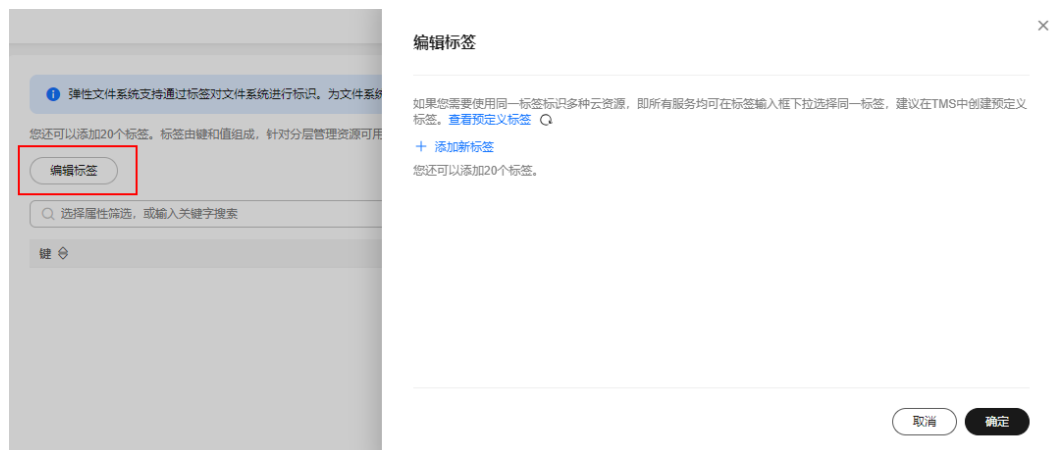 弹性文件系统支持通过标签对文件系统进行标识。为文件系统
您还可以添加20个标签。标签由键和值组成，针对分层管理资源可用
编辑标签
选择属性筛选，或输入关键字搜索
键
编辑标签
如果您需要使用同一标签标识多种云资源，即所有服务均可在标签输入框下拉选择同一标签，建议在TMS中创建预定义
标签。查看预定义标签
添加新标签
您还可以添加20个标签。
取消
确定